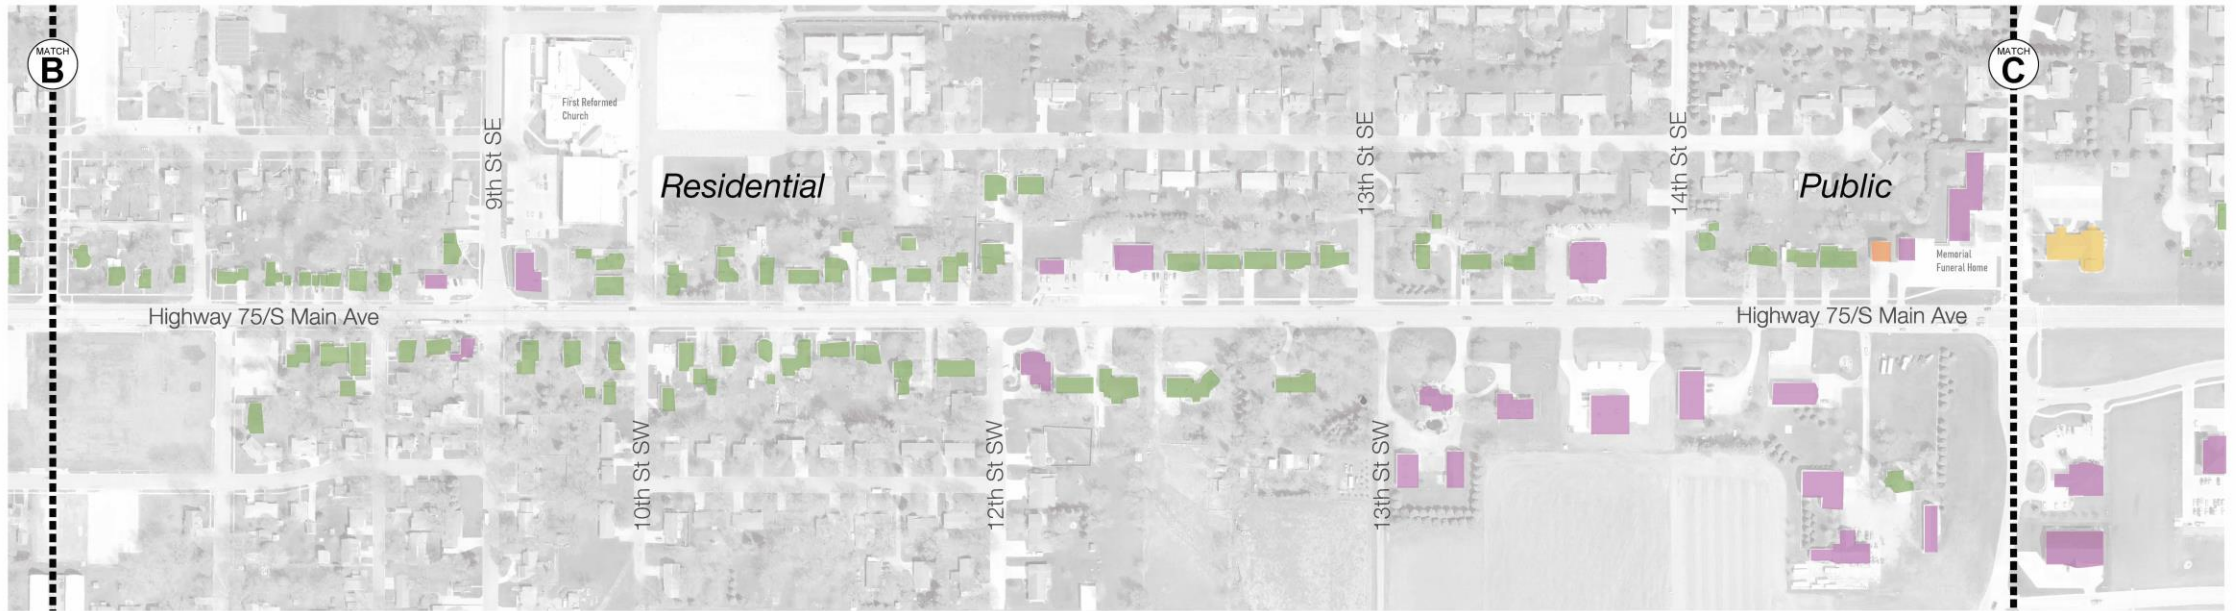 MATCH
B
MATCH
C
First Reformed
Church
9th St SE
13th St SE
14th St SE
Residential
Public
Memorial
Funeral Home
Highway 75/S Main Ave
Highway 75/S Main Ave
10th St SW
12th St SW
13th St SW